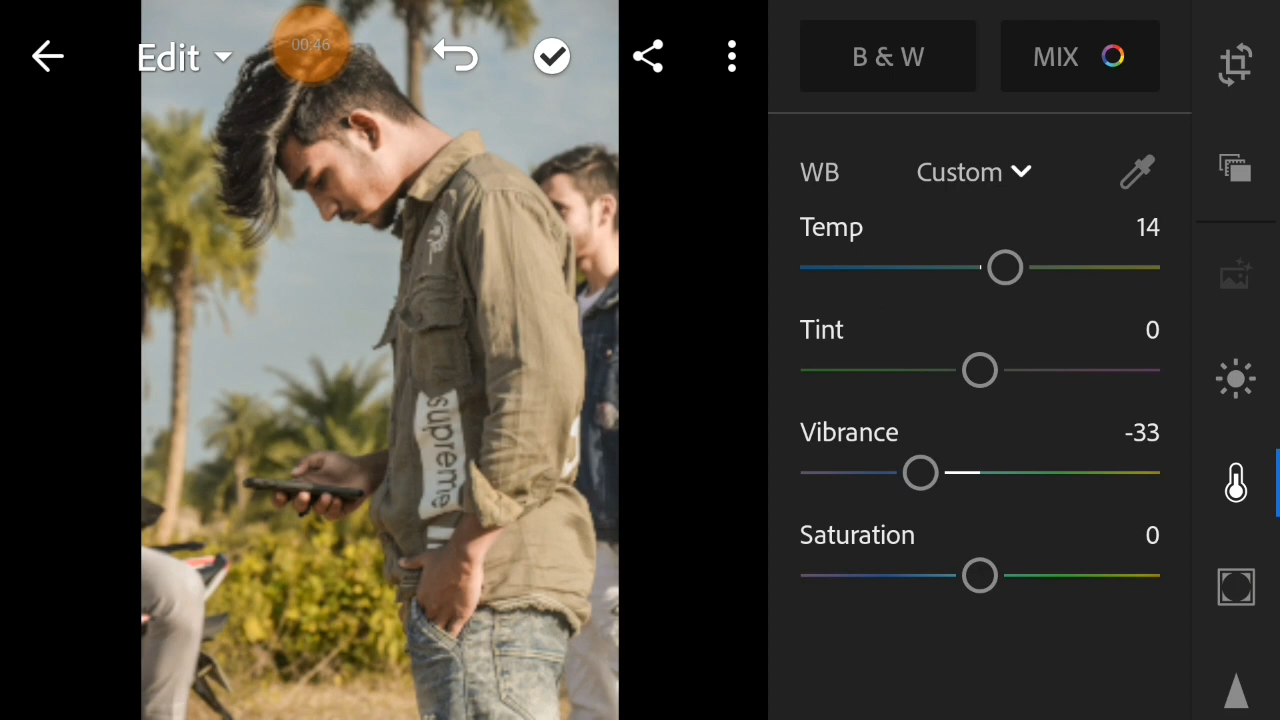 Edit
00:46
B & W
MIX
WB
Custom
Temp
14
Tint
0
Vibrance
-33
Saturation
0
supreme